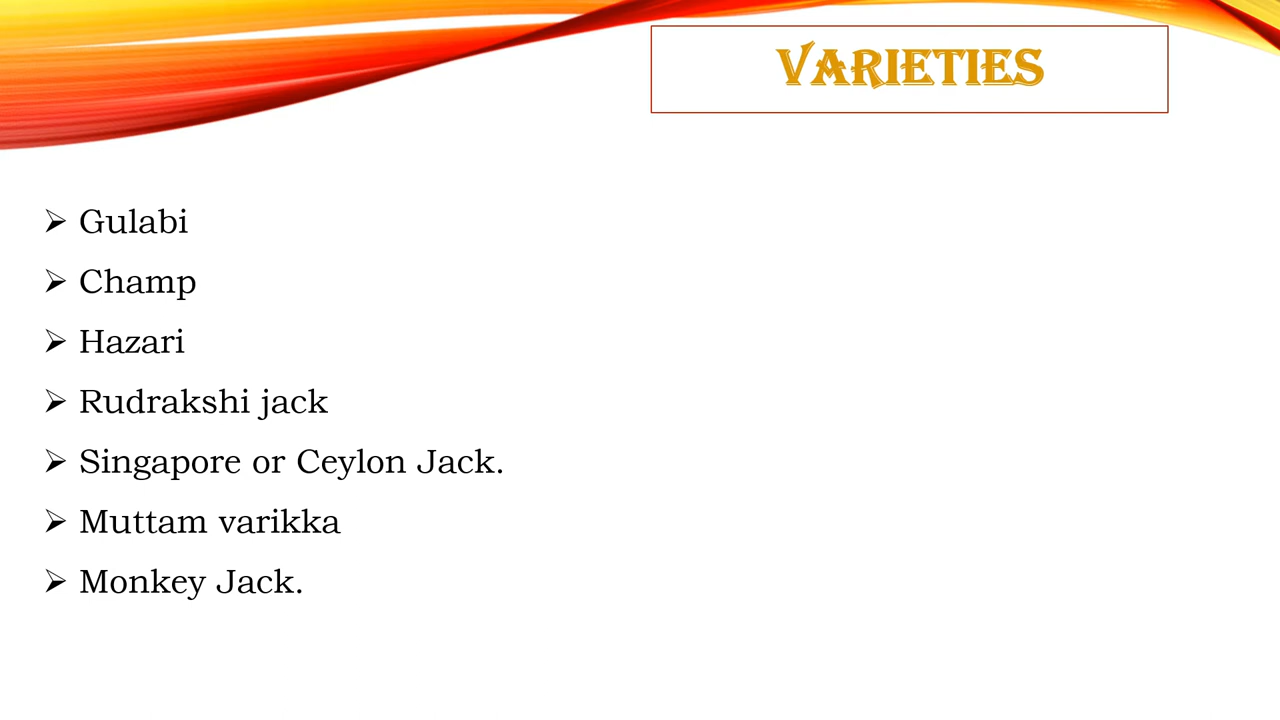 VARIETIES
➢ Gulabi
➢ Champ
➢ Hazari
➢ Rudrakshi jack
➢ Singapore or Ceylon Jack.
➢ Muttam varikka
➢ Monkey Jack.